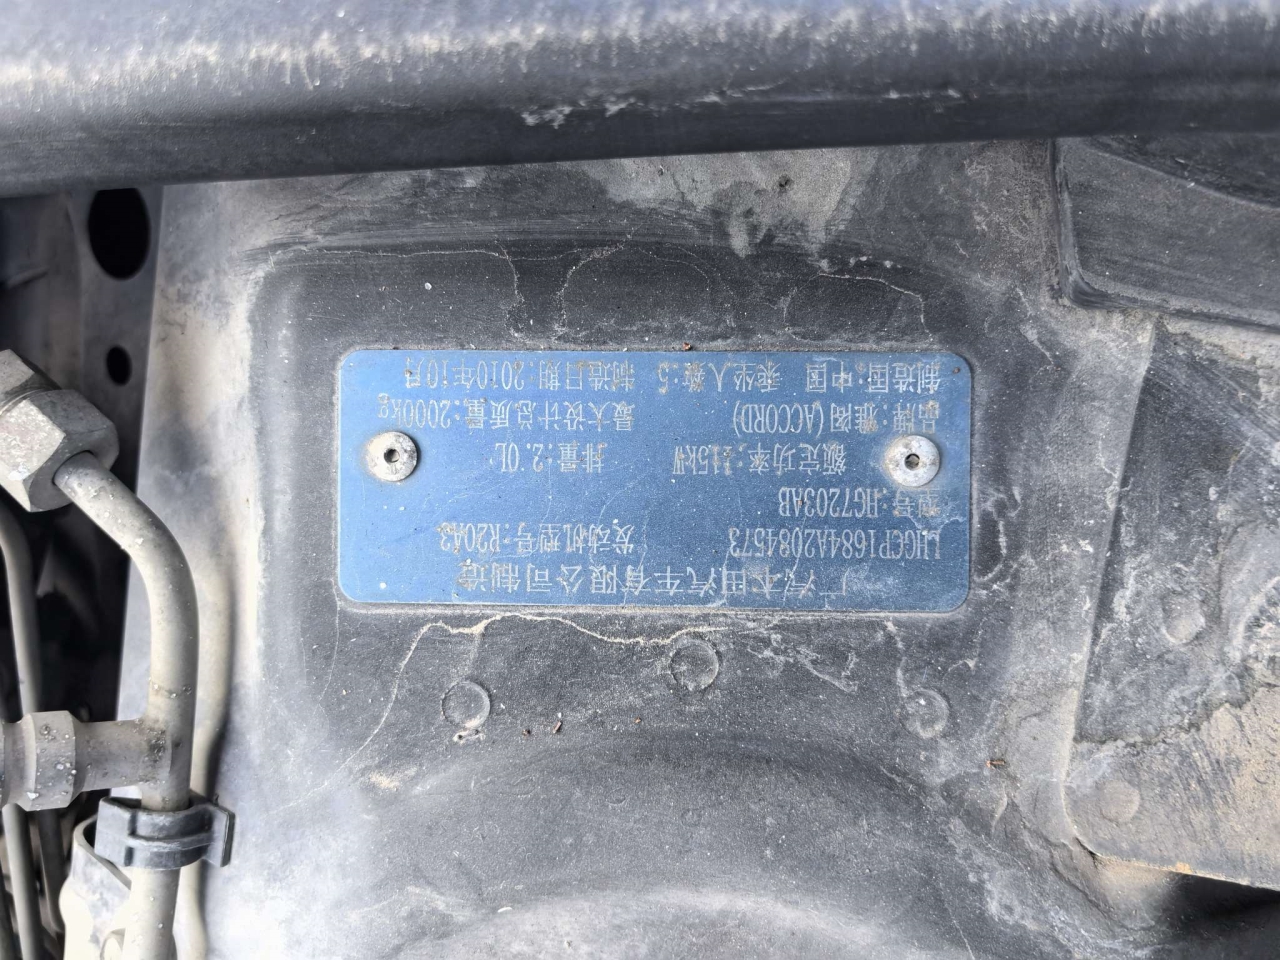 广汽本田汽车有限公司制造
LHGCP1684A2084573 发动机型号:R20A3
型号:HG7203AB
额定功率:115kW 排量:2.0L
品牌:雅阁(ACCORD) 最大设计总质量:2000kg
制造国:中国 乘坐人数:5 制造日期:2010年10月